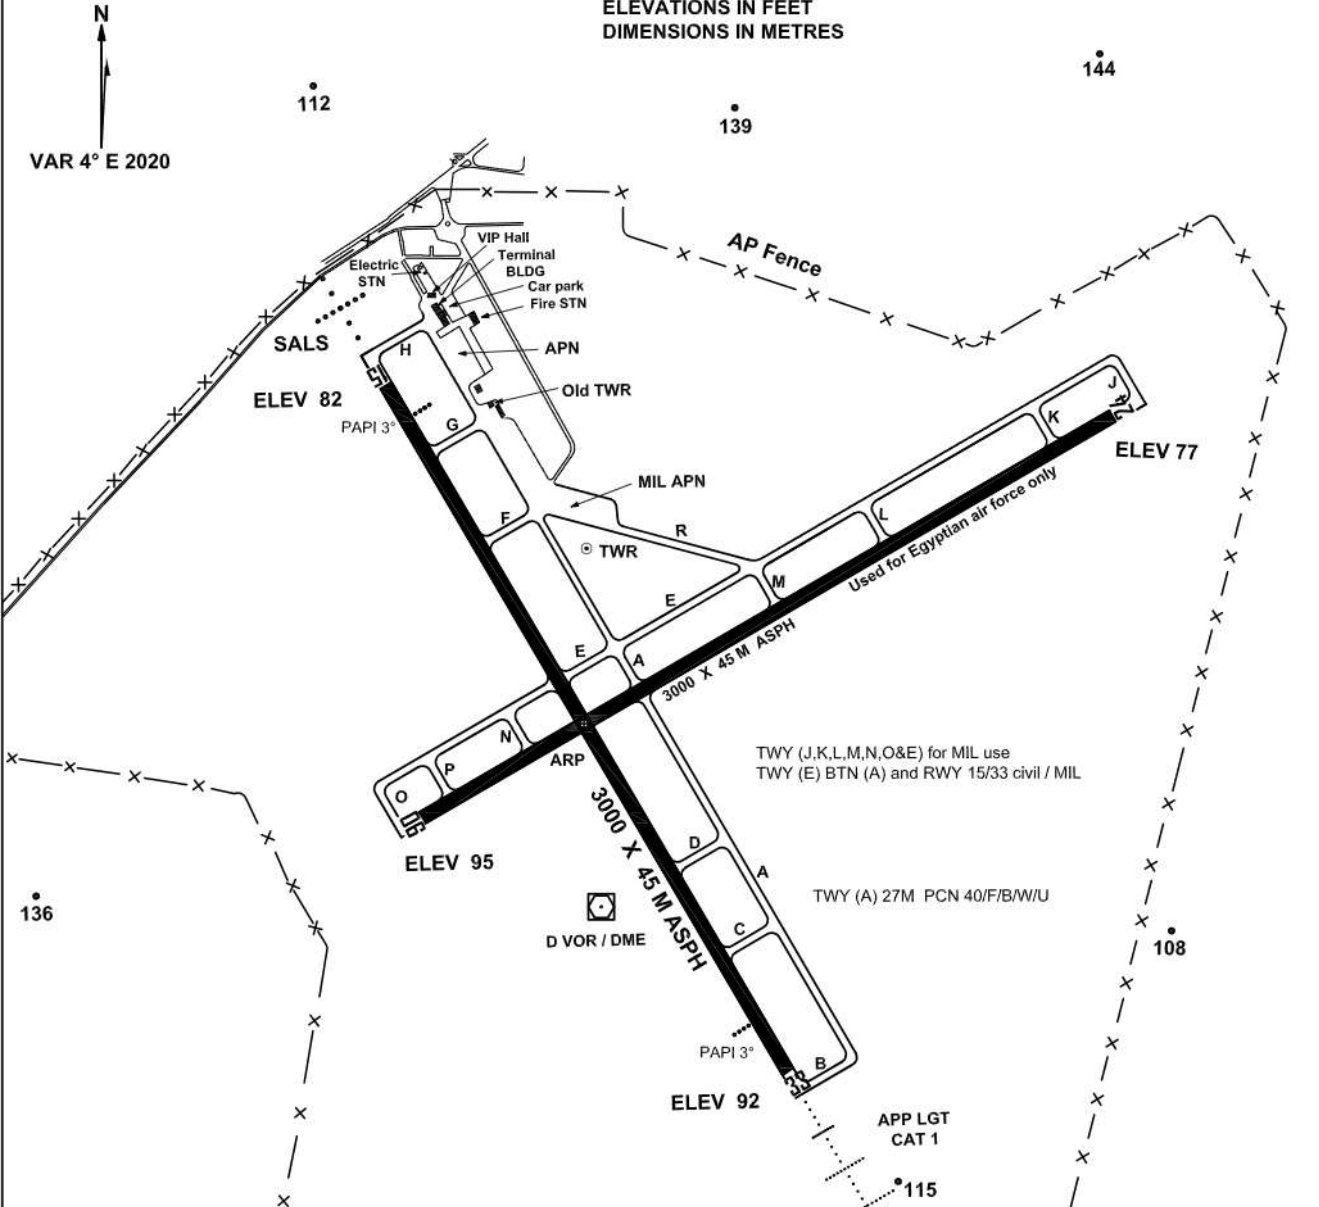 ELEVATIONS IN FEET
DIMENSIONS IN METRES
N
VAR 4° E 2020
112
139
144
VIP Hall
Terminal
BLDG
Electric
STN
Car park
Fire STN
AP Fence
SALS
H
APN
ELEV 82
15
Old TWR
PAPI 3°
G
J
K
24
ELEV 77
MIL APN
F
R
L
TWR
Used for Egyptian air force only
M
E
E
A
3000 X 45 M ASPH
N
ARP
P
O
06
ELEV 95
TWY (J,K,L,M,N,O&E) for MIL use
TWY (E) BTN (A) and RWY 15/33 civil / MIL
3000 X 45 M ASPH
D
A
TWY (A) 27M PCN 40/F/B/W/U
136
D VOR / DME
C
108
PAPI 3°
B
33
ELEV 92
APP LGT
CAT 1
115